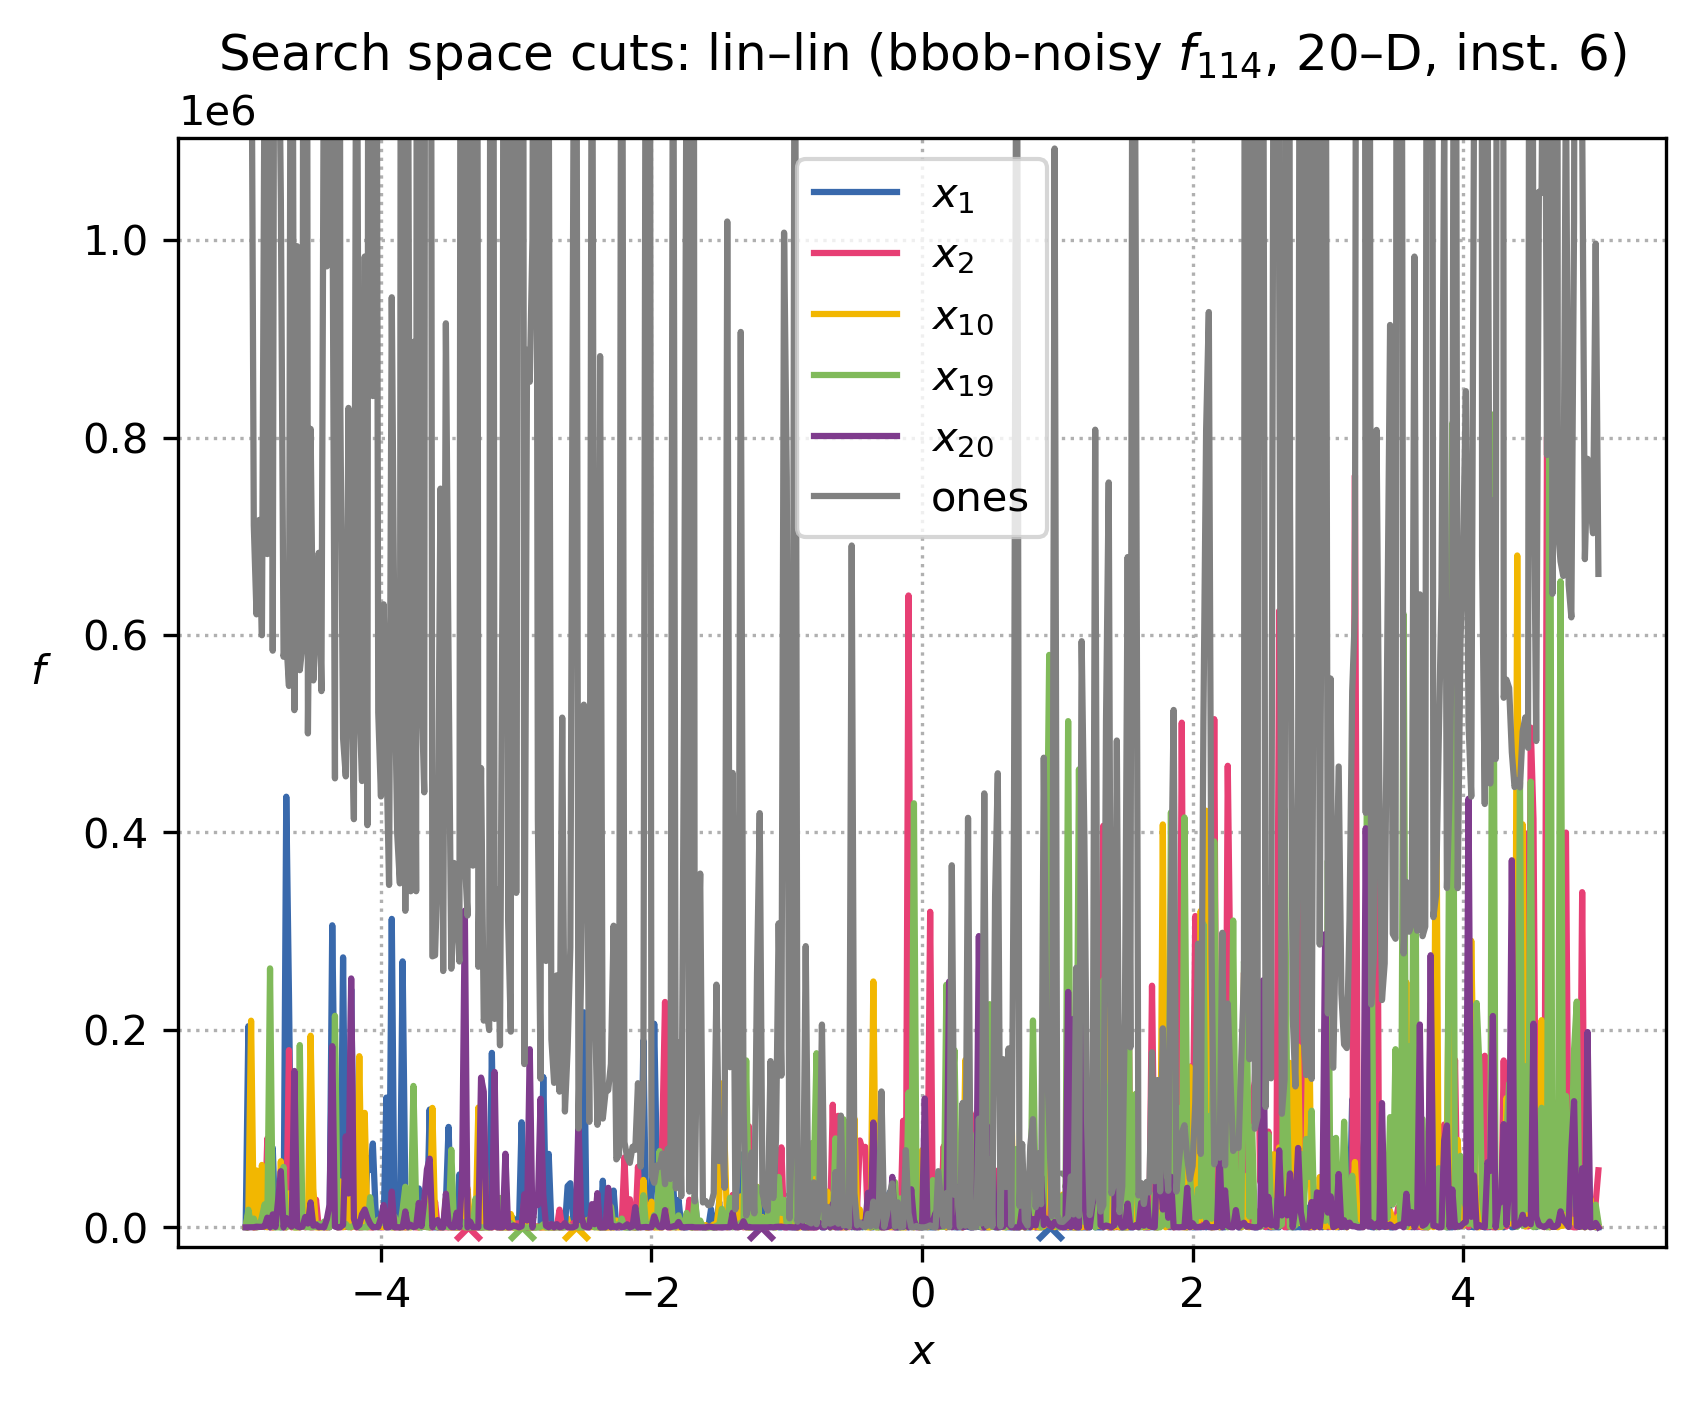 Search space cuts: lin–lin (bbob-noisy f₁₁₄, 20–D, inst. 6)
1e6
x₁
x₂
x₁₀
x₁₉
x₂₀
ones
1.0
0.8
0.6
0.4
0.2
0.0
f
−4 −2 0 2 4
x